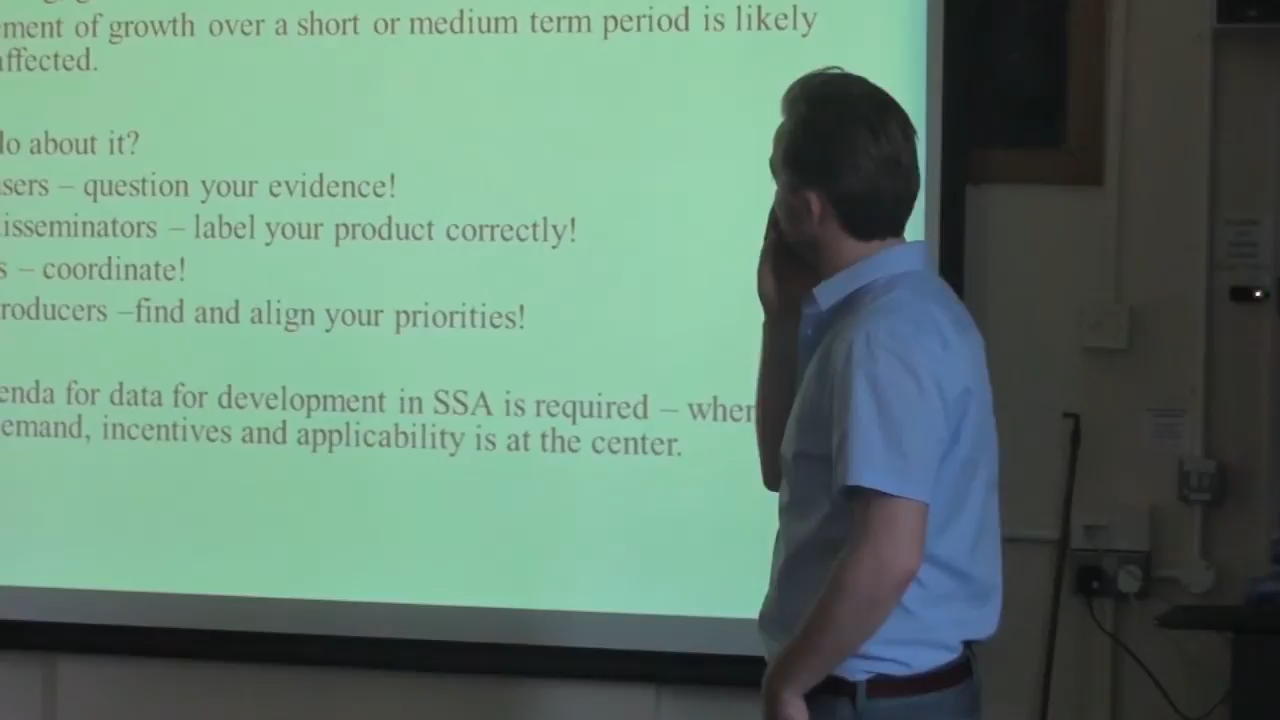 ment of growth over a short or medium term period is likely
affected.
do about it?
sers – question your evidence!
isseminators – label your product correctly!
s – coordinate!
roducers –find and align your priorities!
enda for data for development in SSA is required – wher
emand, incentives and applicability is at the center.